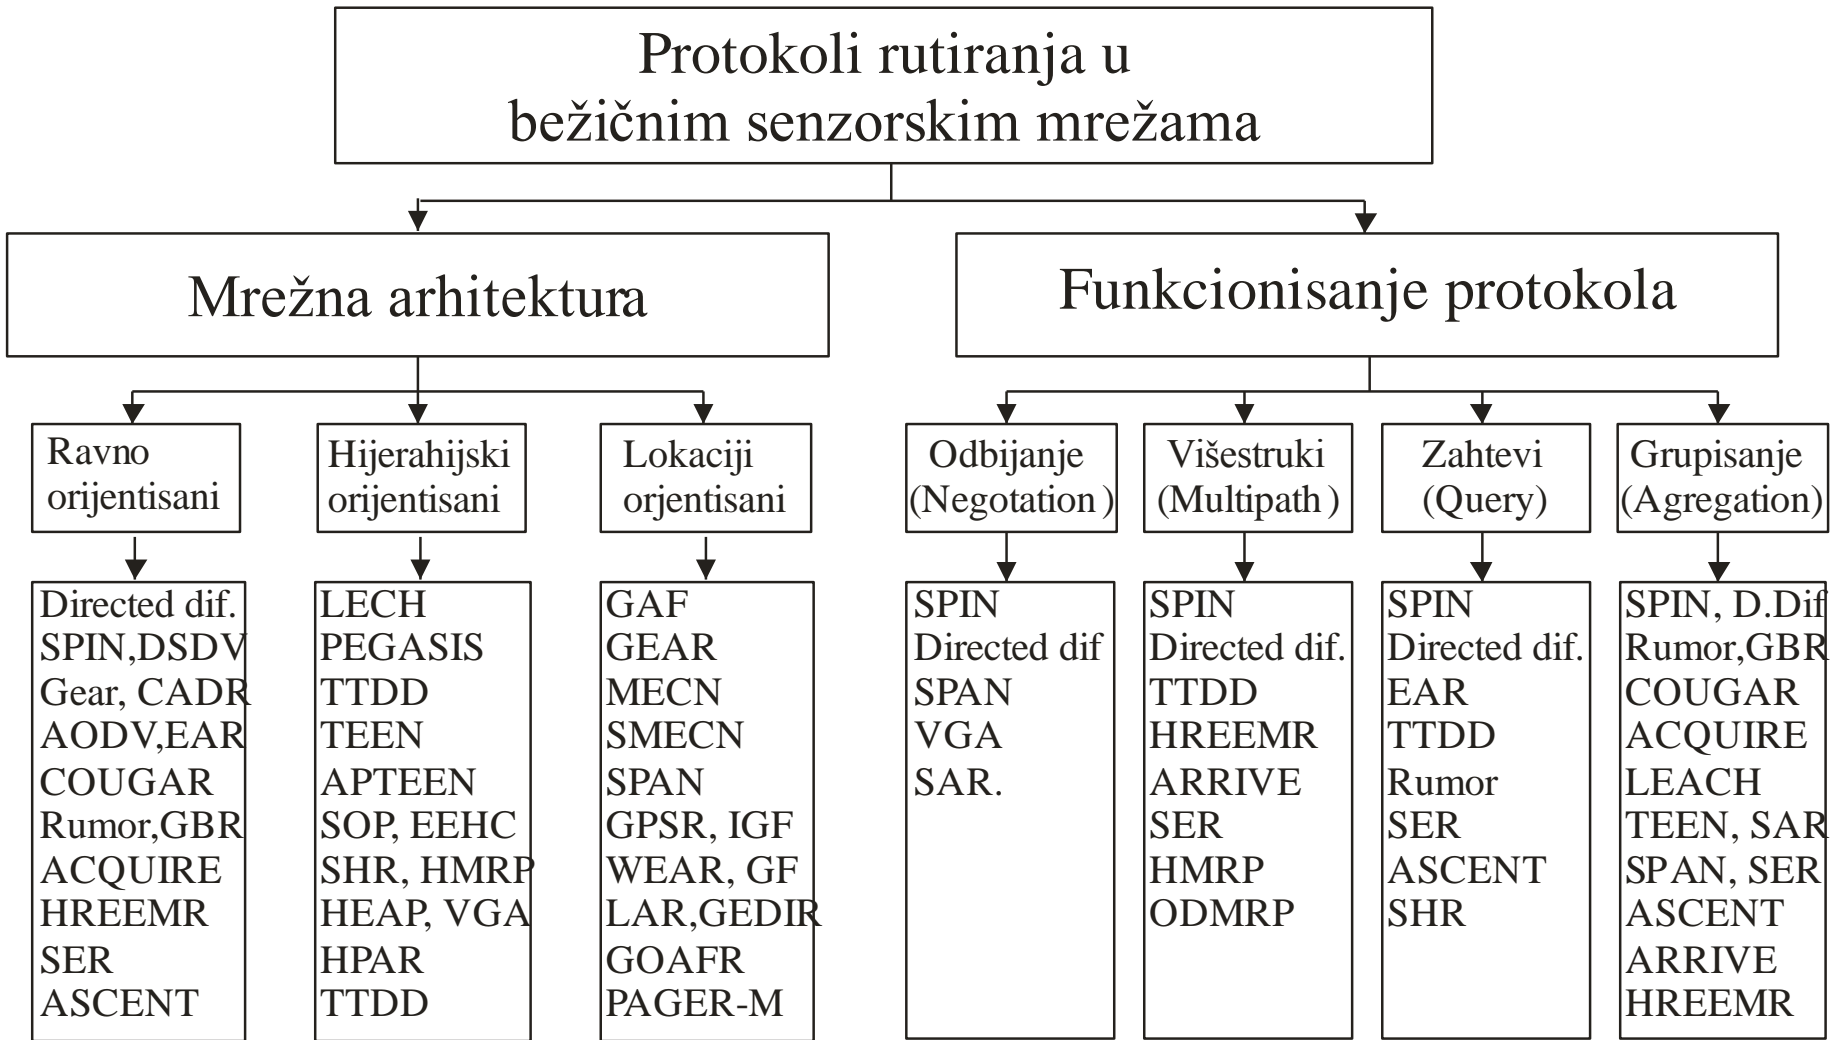 Protokoli rutiranja u
bežičnim senzorskim mrežama
Mrežna arhitektura
Funkcionisanje protokola
Ravno
orijentisani
Hijerahijski
orijentisani
Lokaciji
orjentisani
Odbijanje
(Negotation)
Višestruki
(Multipath)
Zahtevi
(Query)
Grupisanje
(Agregation)
Directed dif.
SPIN,DSDV
Gear, CADR
AODV,EAR
COUGAR
Rumor,GBR
ACQUIRE
HREEMR
SER
ASCENT
LECH
PEGASIS
TTDD
TEEN
APTEEN
SOP, EEHC
SHR, HMRP
HEAP, VGA
HPAR
TTDD
GAF
GEAR
MECN
SMECN
SPAN
GPSR, IGF
WEAR, GF
LAR,GEDIR
GOAFR
PAGER-M
SPIN
Directed dif
SPAN
VGA
SAR.
SPIN
Directed dif.
TTDD
HREEMR
ARRIVE
SER
HMRP
ODMRP
SPIN
Directed dif.
EAR
TTDD
Rumor
SER
ASCENT
SHR
SPIN, D.Dif
Rumor,GBR
COUGAR
ACQUIRE
LEACH
TEEN, SAR
SPAN, SER
ASCENT
ARRIVE
HREEMR